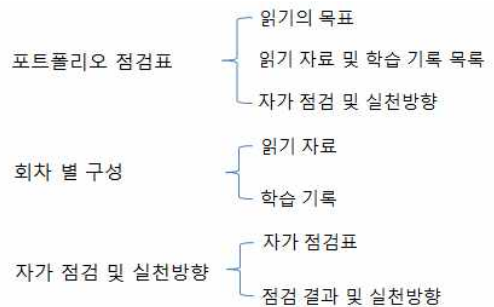 포트폴리오 점검표
읽기의 목표
읽기 자료 및 학습 기록 목록
자가 점검 및 실천방향
회차 별 구성
읽기 자료
학습 기록
자가 점검 및 실천방향
자가 점검표
점검 결과 및 실천방향